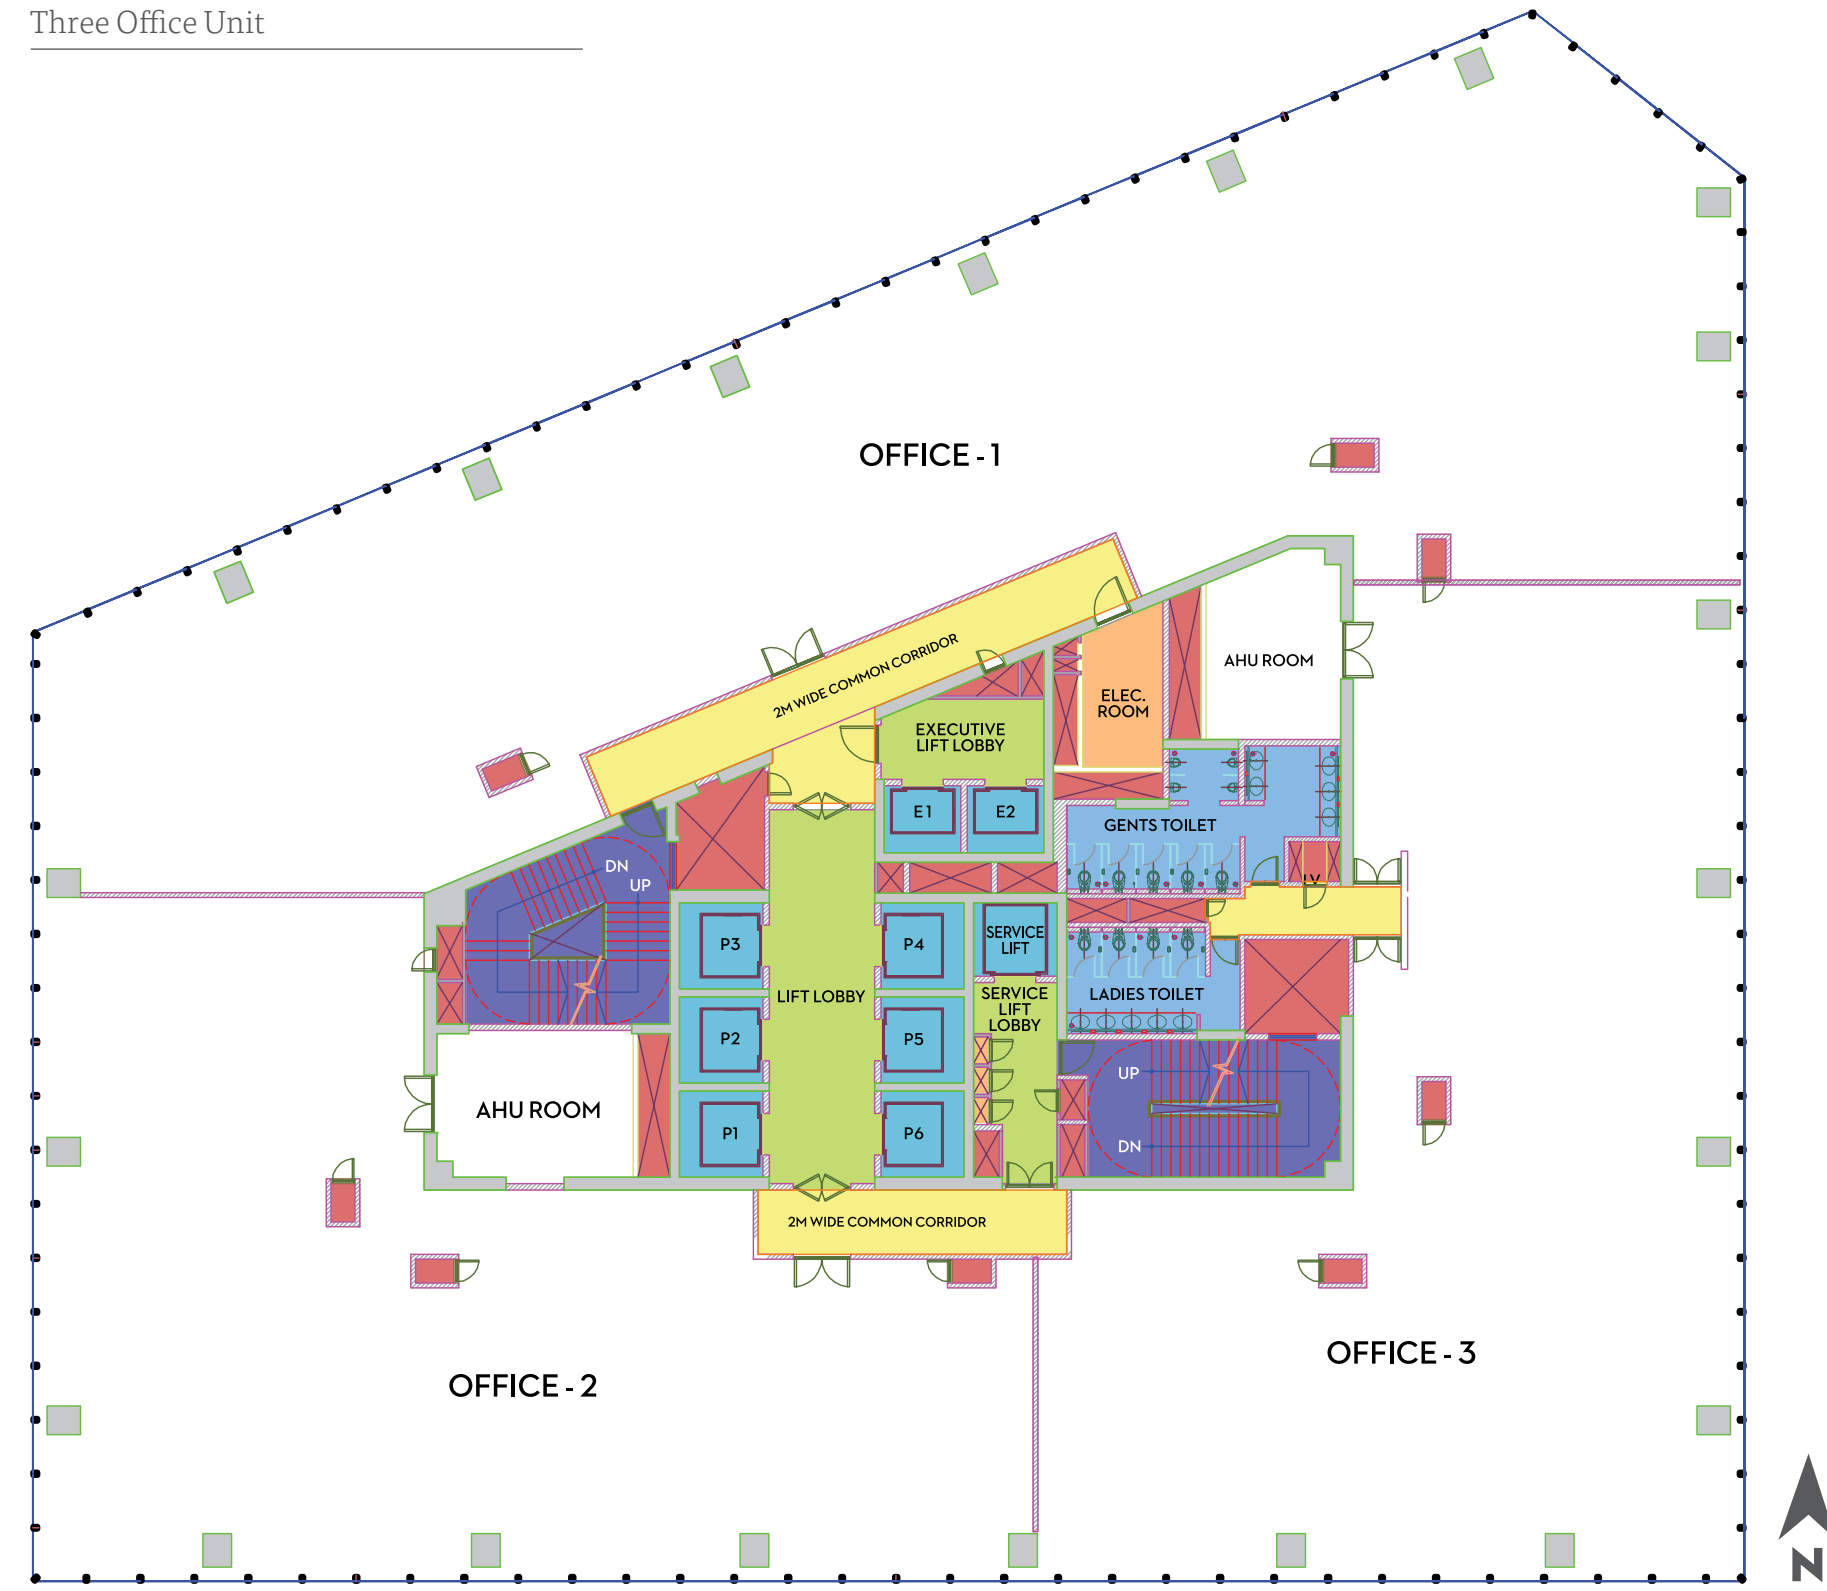 Three Office Unit
OFFICE - 1
2M WIDE COMMON CORRIDOR
AHU ROOM
ELEC.
ROOM
EXECUTIVE
LIFT LOBBY
E1
E2
GENTS TOILET
DN
UP
P3
P4
SERVICE
LIFT
LIFT LOBBY
SERVICE
LIFT
LOBBY
LADIES TOILET
P2
P5
UP
AHU ROOM
P1
P6
DN
2M WIDE COMMON CORRIDOR
OFFICE - 3
OFFICE - 2
N